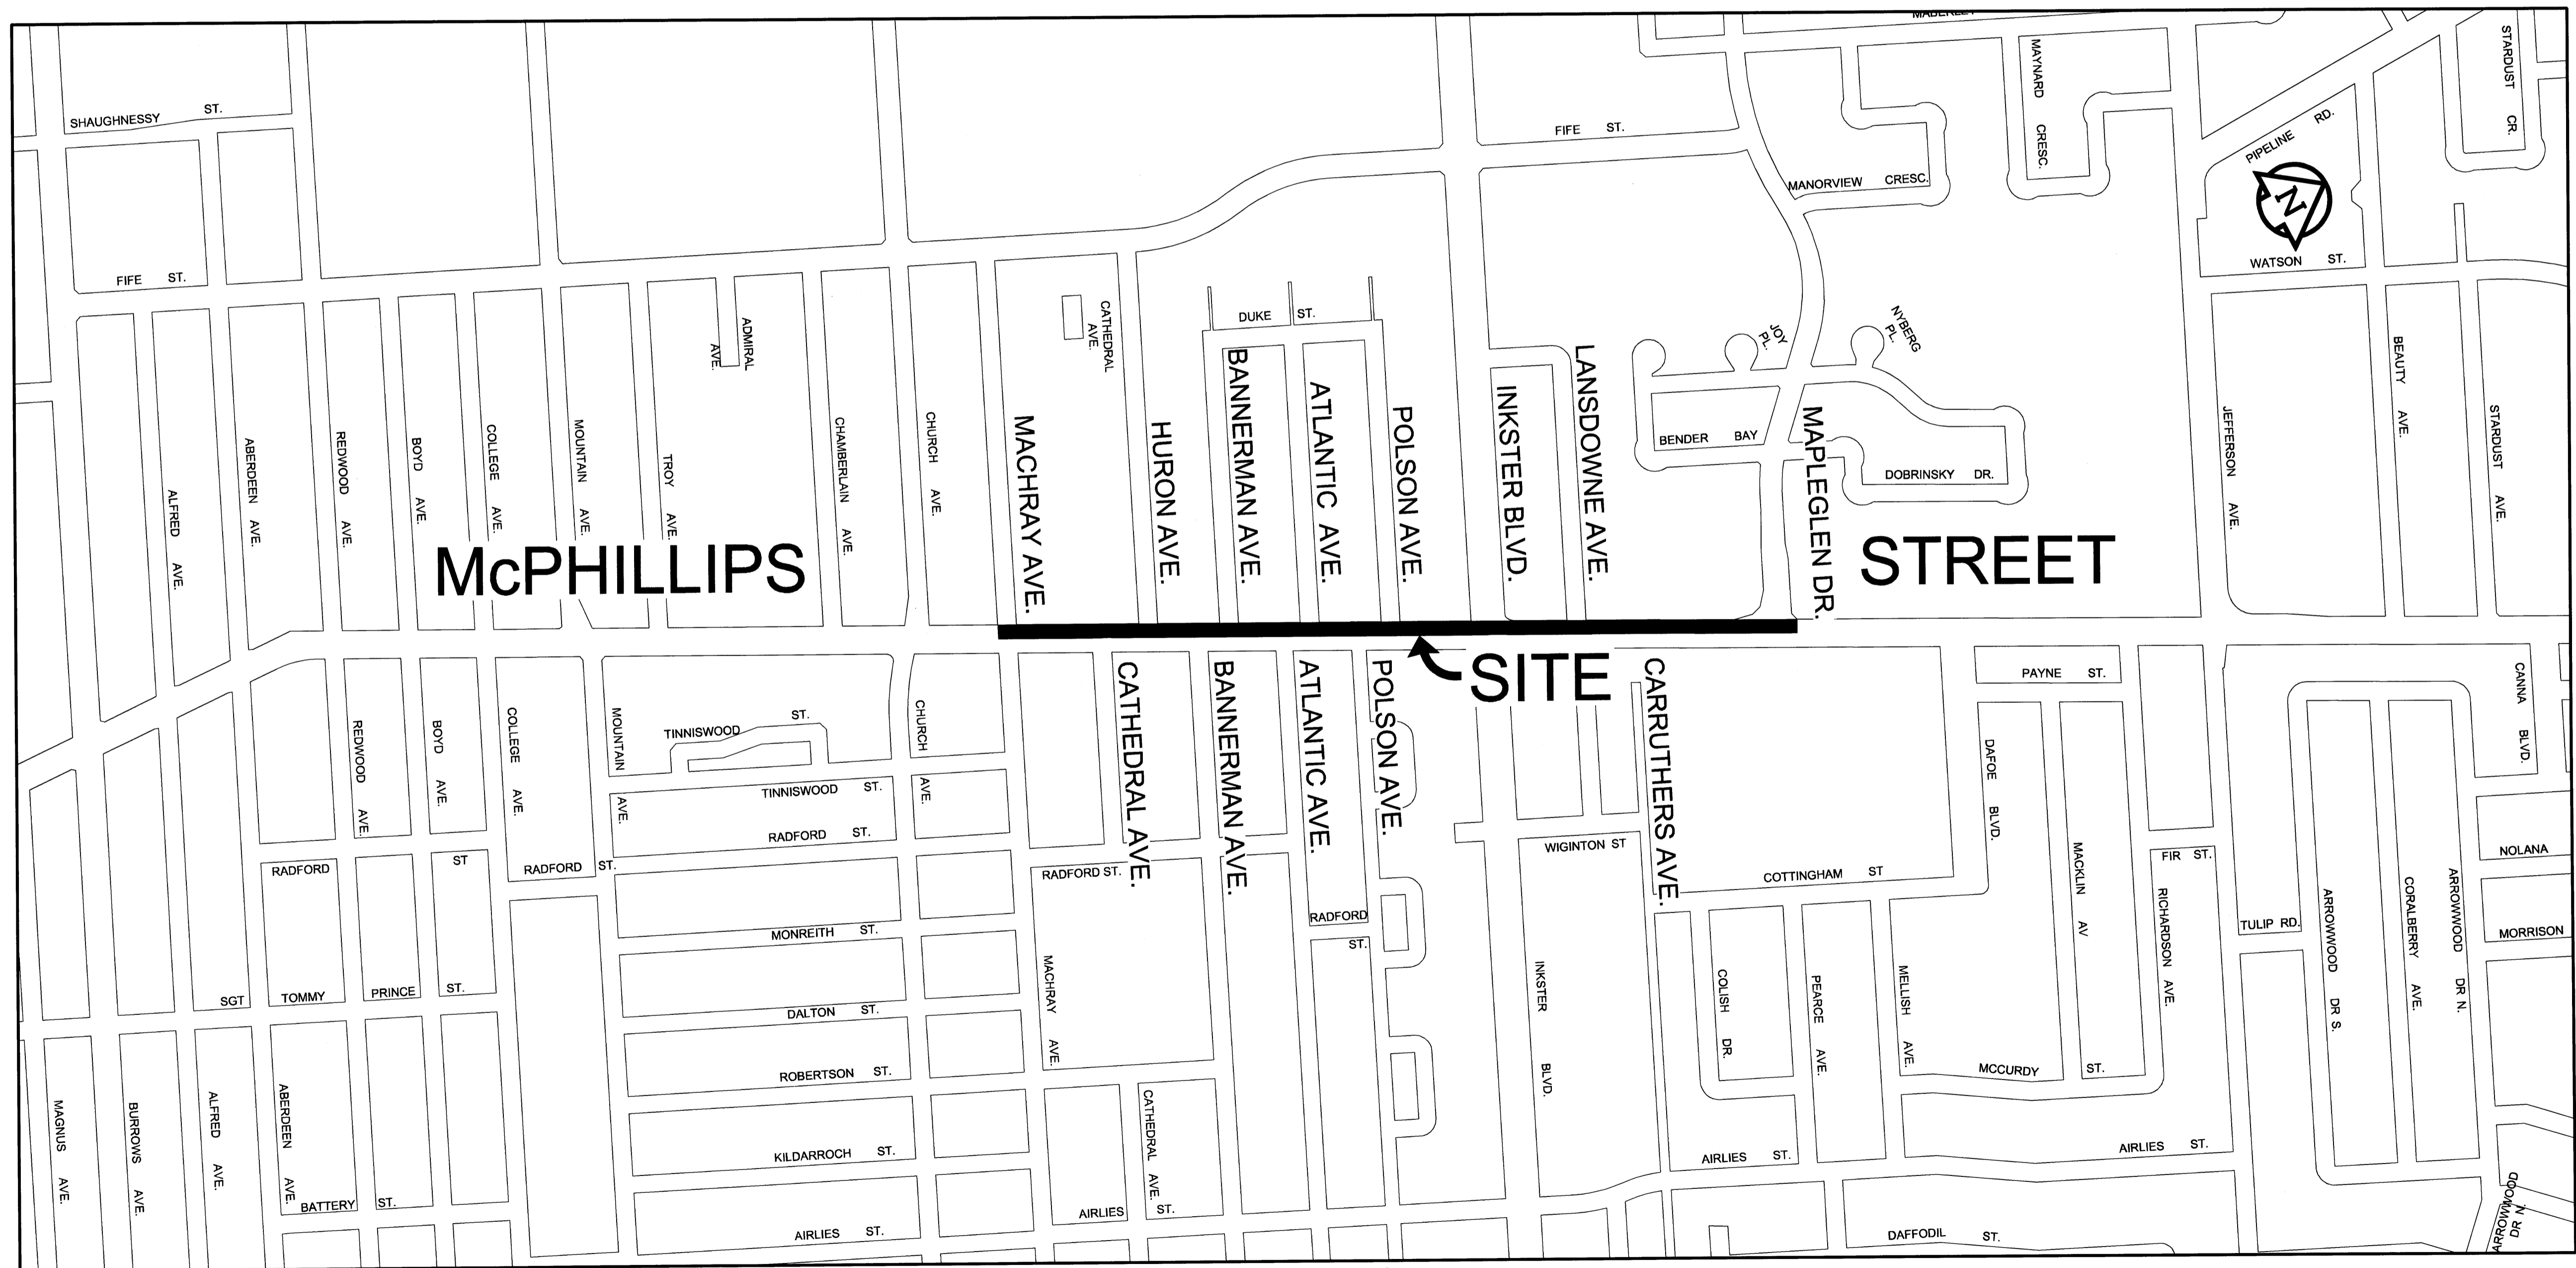 MABERLEY
SHAUGHNESSY ST.
FIFE ST.
MAYNARD CRESC.
STARDUST CR.
PIPELINE RD.
MANORVIEW CRESC.
N
WATSON ST.
FIFE ST.
ADMIRAL AVE.
CATHEDRAL AVE.
DUKE ST.
JOY PL.
NYBERG PL.
ALFRED AVE.
ABERDEEN AVE.
REDWOOD AVE.
BOYD AVE.
COLLEGE AVE.
MOUNTAIN AVE.
TROY AVE.
CHAMBERLAIN AVE.
CHURCH AVE.
MACHRAY AVE.
HURON AVE.
BANNERMAN AVE.
ATLANTIC AVE.
POLSON AVE.
INKSTER BLVD.
LANSDOWNE AVE.
BENDER BAY
MAPLEGLEN DR.
DOBRINSKY DR.
JEFFERSON AVE.
BEAUTY AVE.
STARDUST AVE.
McPHILLIPS STREET
SITE
REDWOOD AVE.
BOYD AVE.
COLLEGE AVE.
MOUNTAIN AVE.
TINNISWOOD ST.
TINNISWOOD ST.
CHURCH AVE.
CATHEDRAL AVE.
BANNERMAN AVE.
ATLANTIC AVE.
POLSON AVE.
CARRUTHERS AVE.
PAYNE ST.
DAFOE BLVD.
MACKLIN AV
CANNA BLVD.
RADFORD ST
RADFORD ST.
RADFORD ST.
RADFORD ST.
RADFORD ST.
WIGINTON ST
COTTINGHAM ST
FIR ST.
RICHARDSON AVE.
TULIP RD.
ARROWWOOD DR S.
CORALBERRY AVE.
ARROWWOOD DR N.
NOLANA
MORRISON
MONREITH ST.
SGT TOMMY PRINCE ST.
DALTON ST.
MACHRAY AVE.
INKSTER BLVD.
COLISH DR.
PEARCE AVE.
MELLISH AVE.
MCCURDY ST.
ROBERTSON ST.
MAGNUS AVE.
BURROWS AVE.
ALFRED AVE.
ABERDEEN AVE.
CATHEDRAL AVE.
KILDARROCH ST.
AIRLIES ST.
AIRLIES ST.
BATTERY ST.
AIRLIES ST.
AIRLIES ST.
DAFFODIL ST.
ARROWWOOD DR N.